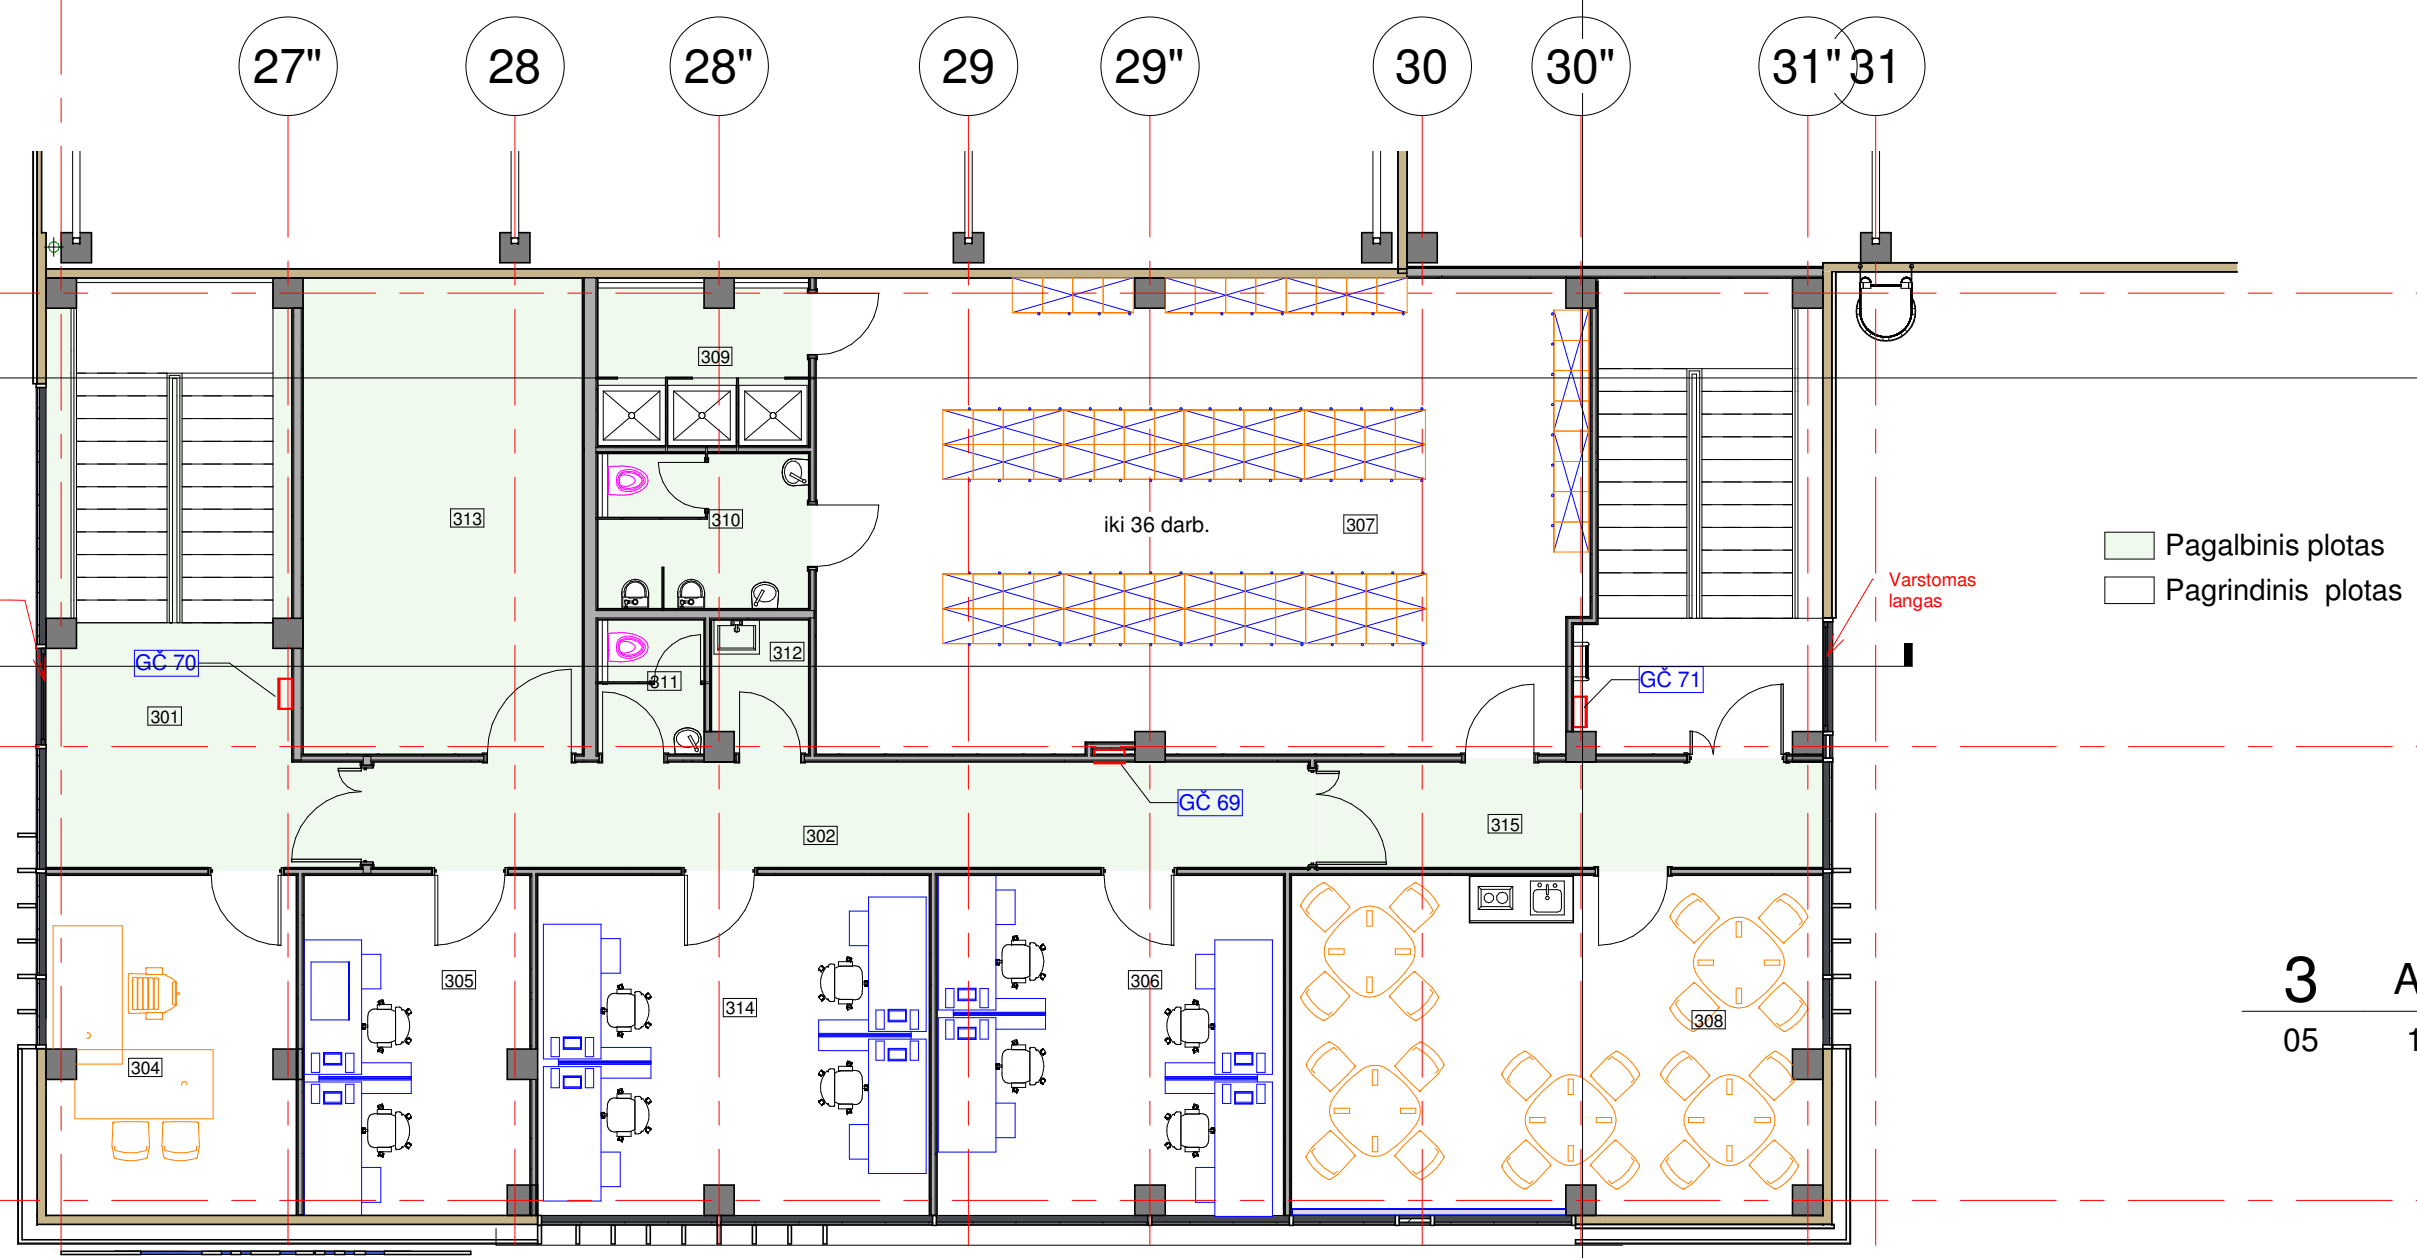 27" 28 28" 29 29" 30 30" 31" 31
309
313
310
iki 36 darb. 307
Pagalbinis plotas
Pagrindinis plotas
Varstomas
langas
312
GČ 70
311
GČ 71
301
GČ 69
302
315
305
306
314
308
304
3 A
05 1